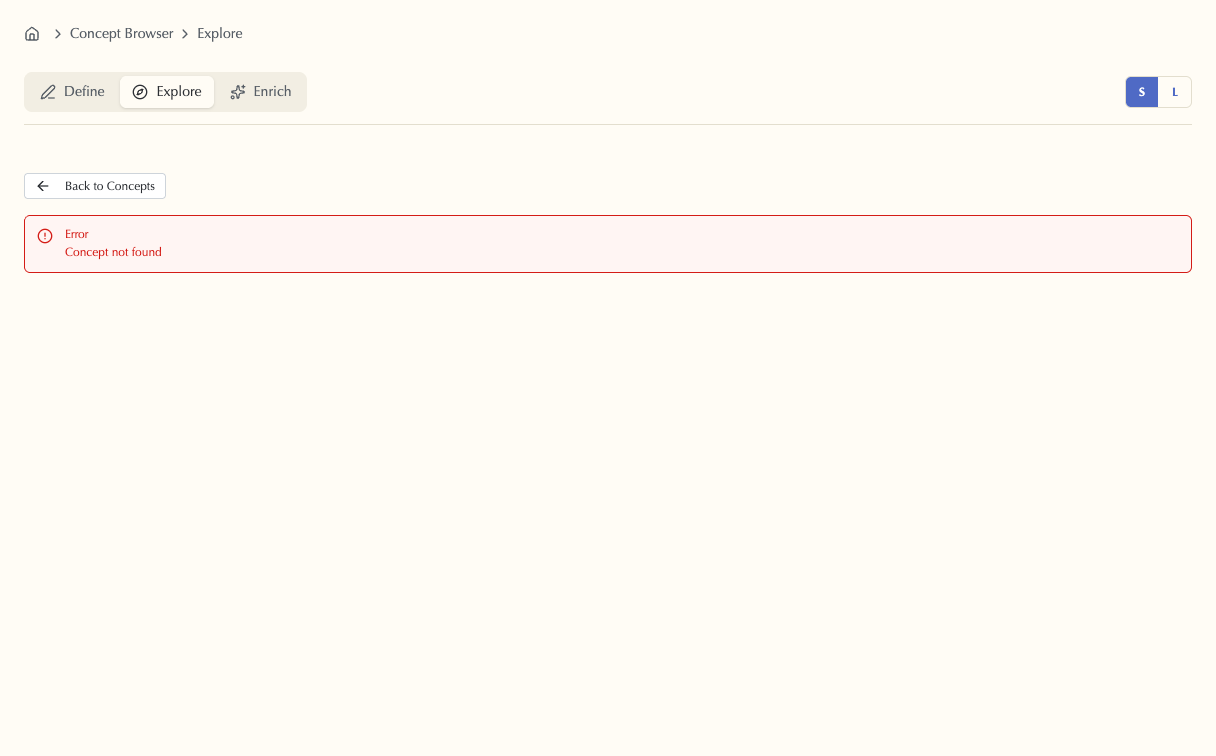 Concept Browser Explore
Define Explore Enrich S L
Back to Concepts
Error
Concept not found